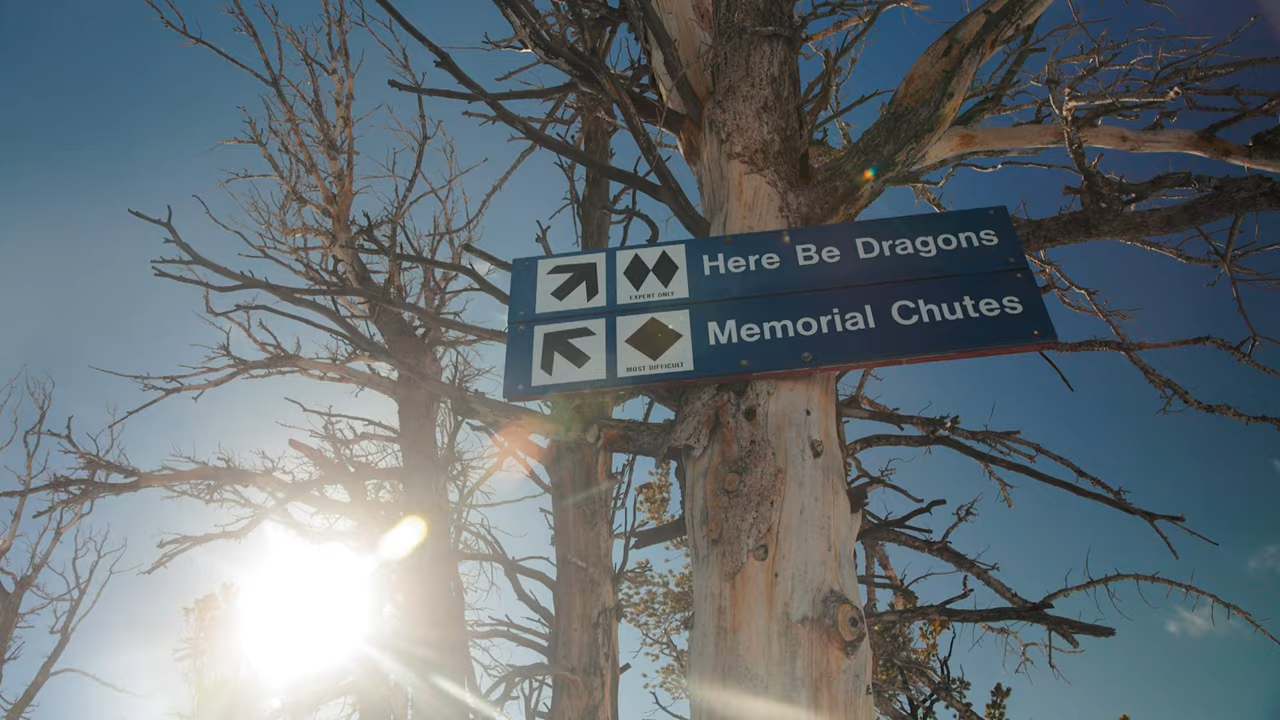 Here Be Dragons
EXPERT ONLY
Memorial Chutes
MOST DIFFICULT